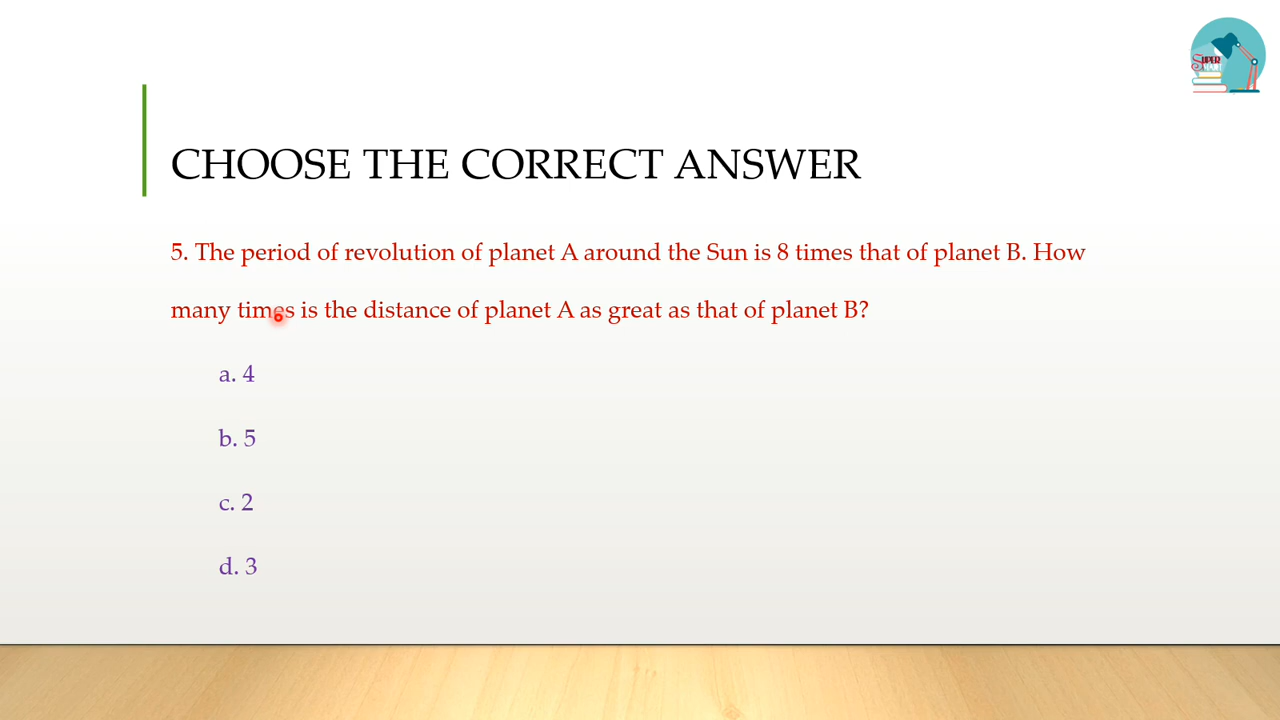 CHOOSE THE CORRECT ANSWER
5. The period of revolution of planet A around the Sun is 8 times that of planet B. How
many times is the distance of planet A as great as that of planet B?
a. 4
b. 5
c. 2
d. 3